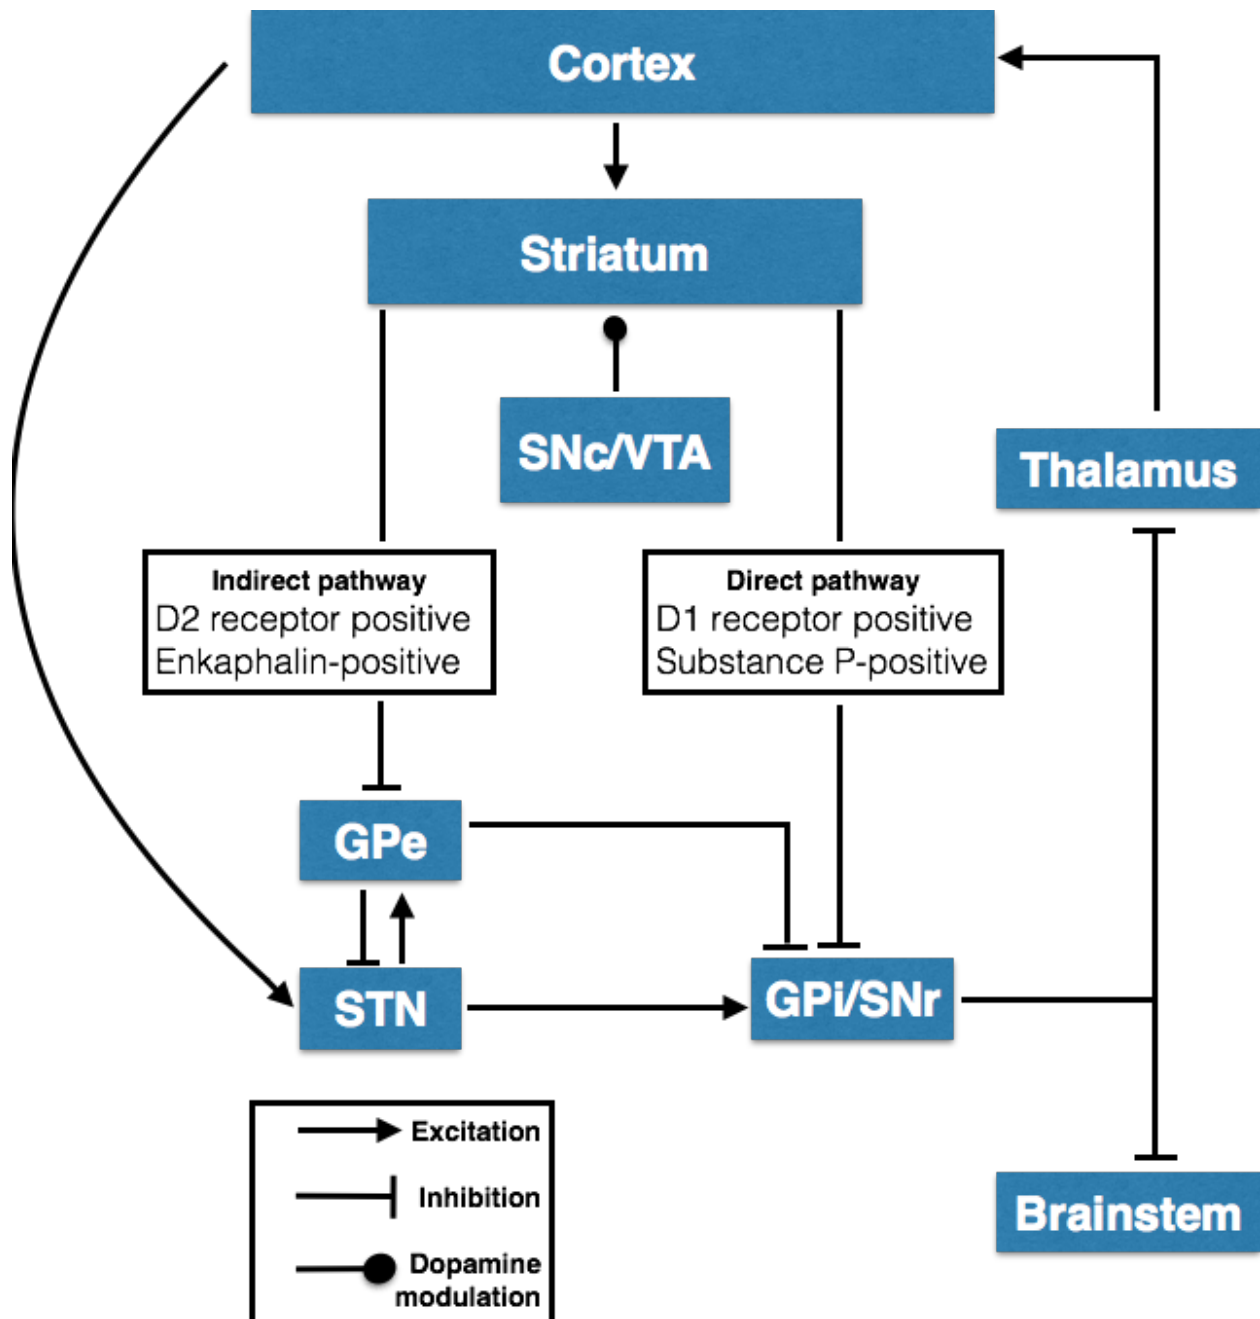 Cortex
Striatum
SNc/VTA
Thalamus
Indirect pathway
D2 receptor positive
Enkaphalin-positive
Direct pathway
D1 receptor positive
Substance P-positive
GPe
STN
GPi/SNr
Brainstem
Excitation
Inhibition
Dopamine
modulation